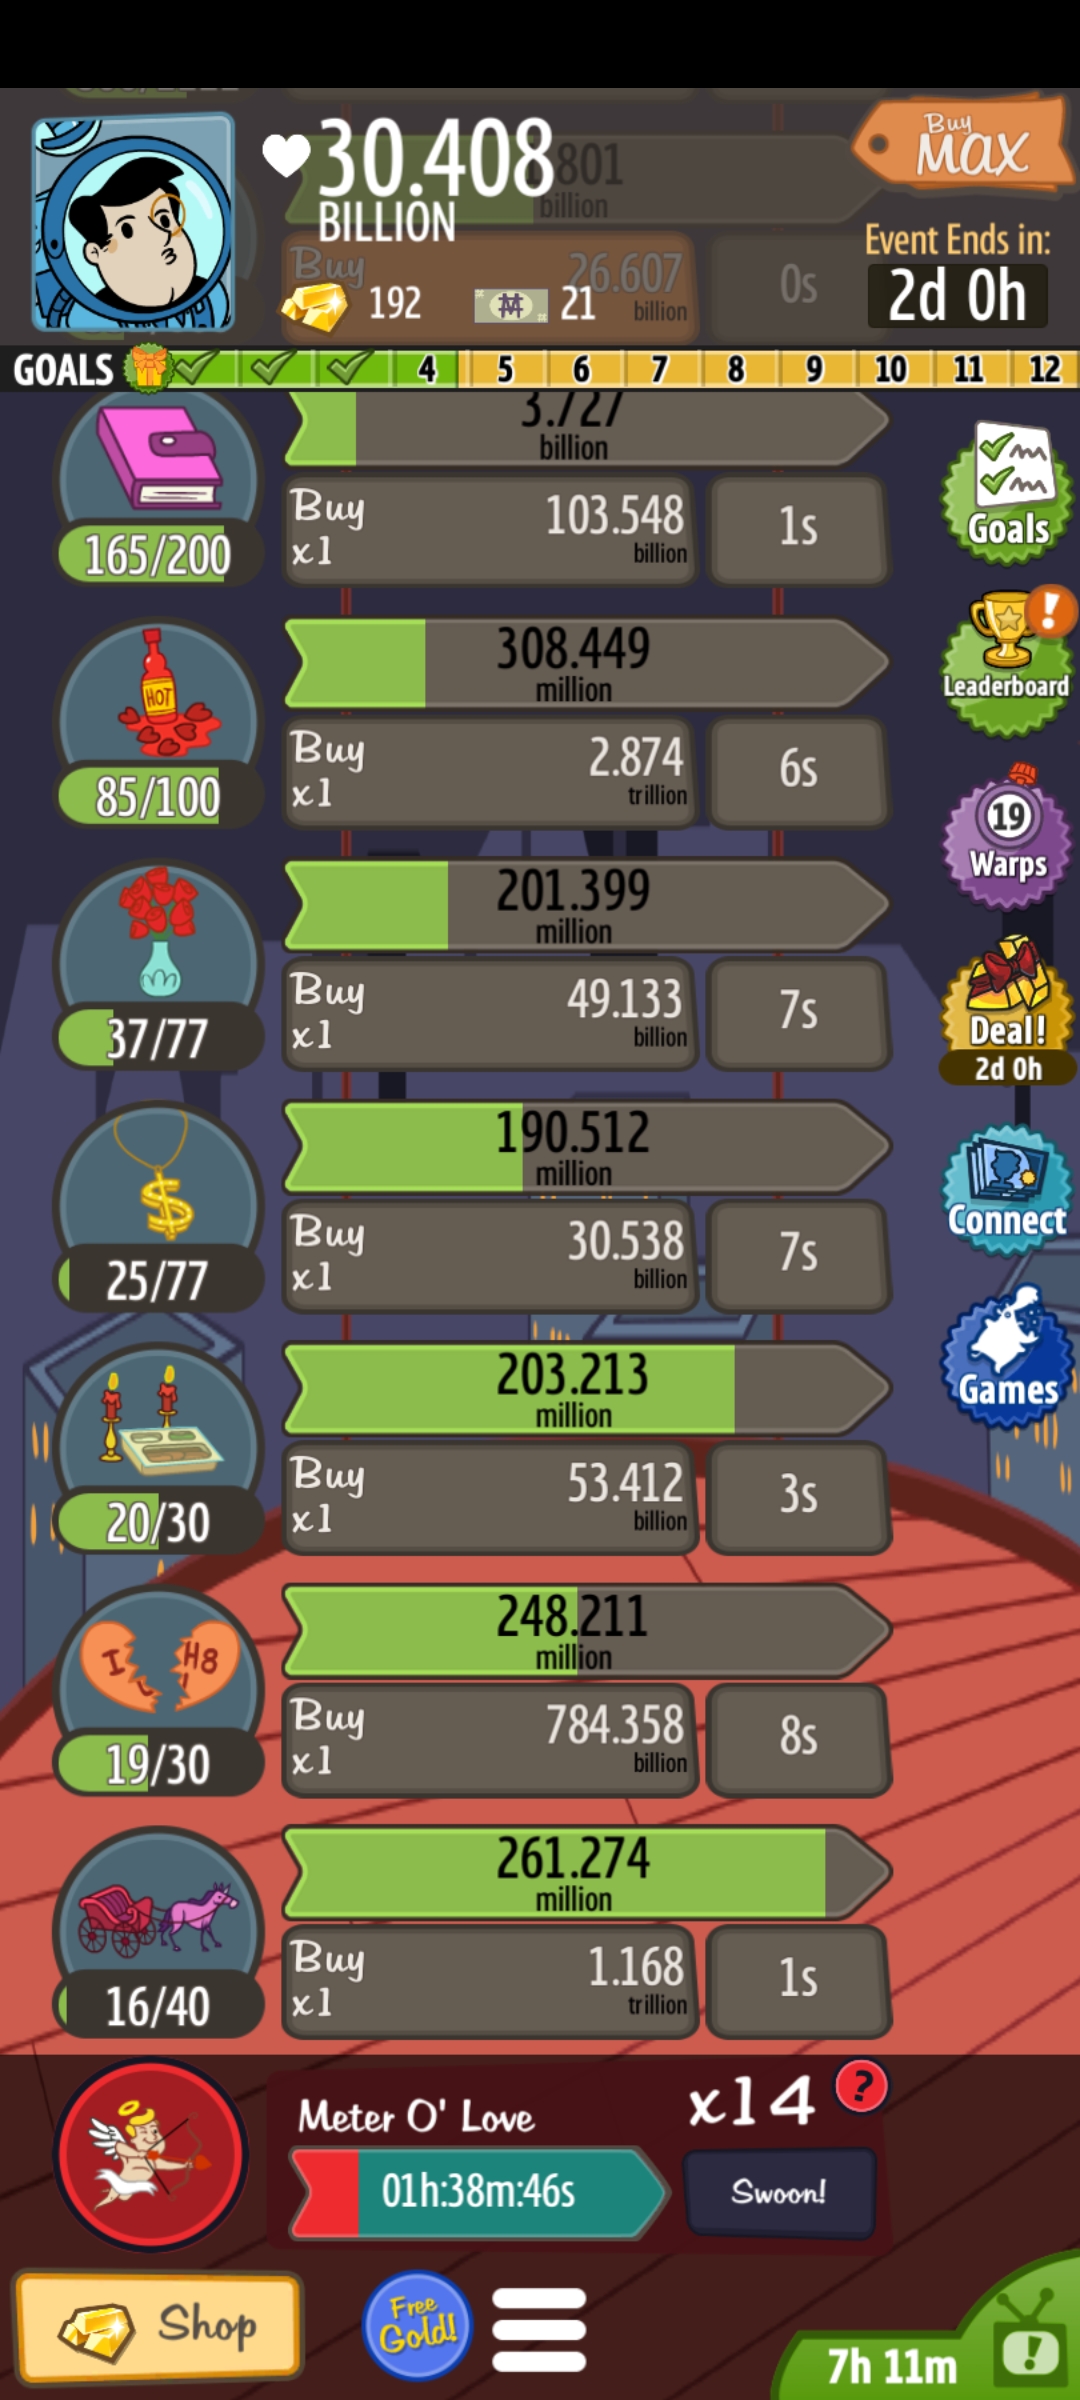 30.408
BILLION
801
billion
Buy
MAX
Event Ends in:
2d 0h
192
21
Buy
26.607
billion
0s
GOALS
4 5 6 7 8 9 10 11 12
3.727
billion
165/200
Buy
x1
103.548
billion
1s
Goals
HOT
308.449
million
85/100
Buy
x1
2.874
trillion
6s
!
Leaderboard
201.399
million
37/77
Buy
x1
49.133
billion
7s
19
Warps
Deal!
2d 0h
$
190.512
million
25/77
Buy
x1
30.538
billion
7s
Connect
203.213
million
20/30
Buy
x1
53.412
billion
3s
Games
I H8
248.211
million
19/30
Buy
x1
784.358
billion
8s
261.274
million
16/40
Buy
x1
1.168
trillion
1s
Meter O' Love
x14
?
01h:38m:46s
Swoon!
Shop
Free
Gold!
7h 11m
!